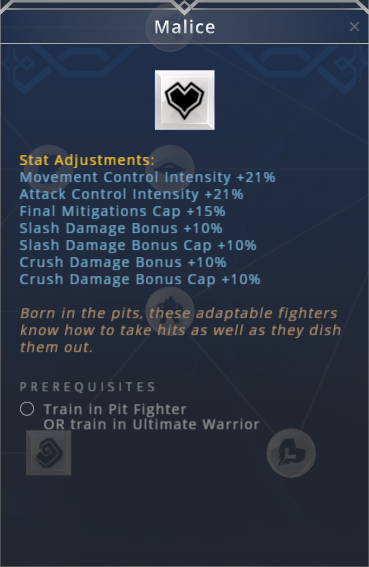 Malice
Stat Adjustments:
Movement Control Intensity +21%
Attack Control Intensity +21%
Final Mitigations Cap +15%
Slash Damage Bonus +10%
Slash Damage Bonus Cap +10%
Crush Damage Bonus +10%
Crush Damage Bonus Cap +10%
Born in the pits, these adaptable fighters
know how to take hits as well as they dish
them out.
PREREQUISITES
Train in Pit Fighter
OR train in Ultimate Warrior